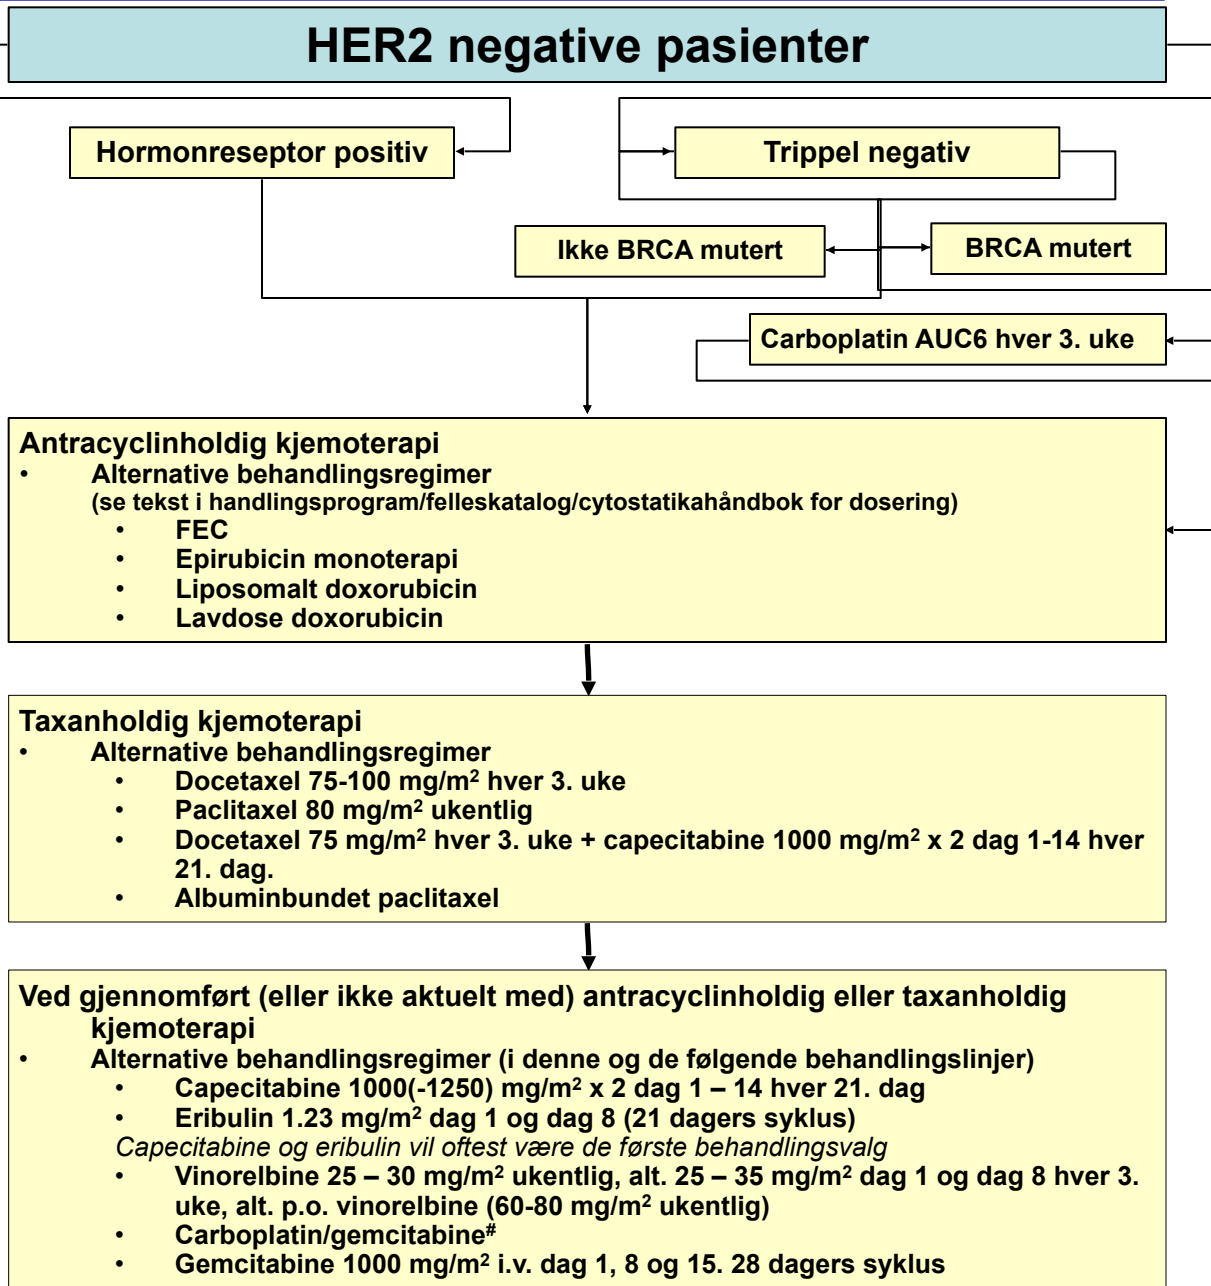 HER2 negative pasienter
Hormonreseptor positiv
Trippel negativ
Ikke BRCA mutert
BRCA mutert
Carboplatin AUC6 hver 3. uke
Antracyclinholdig kjemoterapi
• Alternative behandlingsregimer
(se tekst i handlingsprogram/felleskatalog/cytostatikahåndbok for dosering)
• FEC
• Epirubicin monoterapi
• Liposomalt doxorubicin
• Lavdose doxorubicin
Taxanholdig kjemoterapi
• Alternative behandlingsregimer
• Docetaxel 75-100 mg/m² hver 3. uke
• Paclitaxel 80 mg/m² ukentlig
• Docetaxel 75 mg/m² hver 3. uke + capecitabine 1000 mg/m² x 2 dag 1-14 hver
21. dag.
• Albuminbundet paclitaxel
Ved gjennomført (eller ikke aktuelt med) antracyclinholdig eller taxanholdig
kjemoterapi
• Alternative behandlingsregimer (i denne og de følgende behandlingslinjer)
• Capecitabine 1000(-1250) mg/m² x 2 dag 1 – 14 hver 21. dag
• Eribulin 1.23 mg/m² dag 1 og dag 8 (21 dagers syklus)
Capecitabine og eribulin vil oftest være de første behandlingsvalg
• Vinorelbine 25 – 30 mg/m² ukentlig, alt. 25 – 35 mg/m² dag 1 og dag 8 hver 3.
uke, alt. p.o. vinorelbine (60-80 mg/m² ukentlig)
• Carboplatin/gemcitabine#
• Gemcitabine 1000 mg/m² i.v. dag 1, 8 og 15. 28 dagers syklus